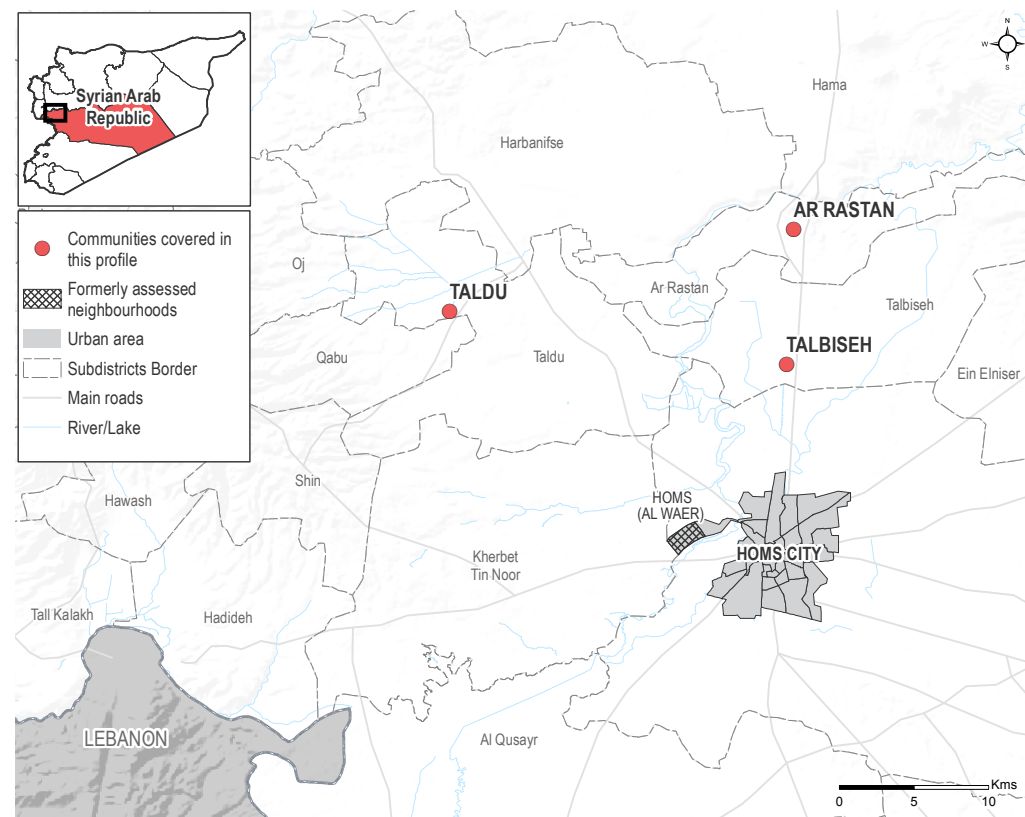 Syrian Arab
Republic
Communities covered in
this profile
Formerly assessed
neighbourhoods
Urban area
Subdistricts Border
Main roads
River/Lake
N
W
S
Hama
Harbanifse
AR RASTAN
Oj
TALDU
Ar Rastan
Talbiseh
Qabu
Taldu
TALBISEH
Ein Elniser
Shin
Hawash
HOMS
(AL WAER)
HOMS CITY
Kherbet
Tin Noor
Tall Kalakh
Hadideh
LEBANON
Al Qusayr
Kms
0 5 10